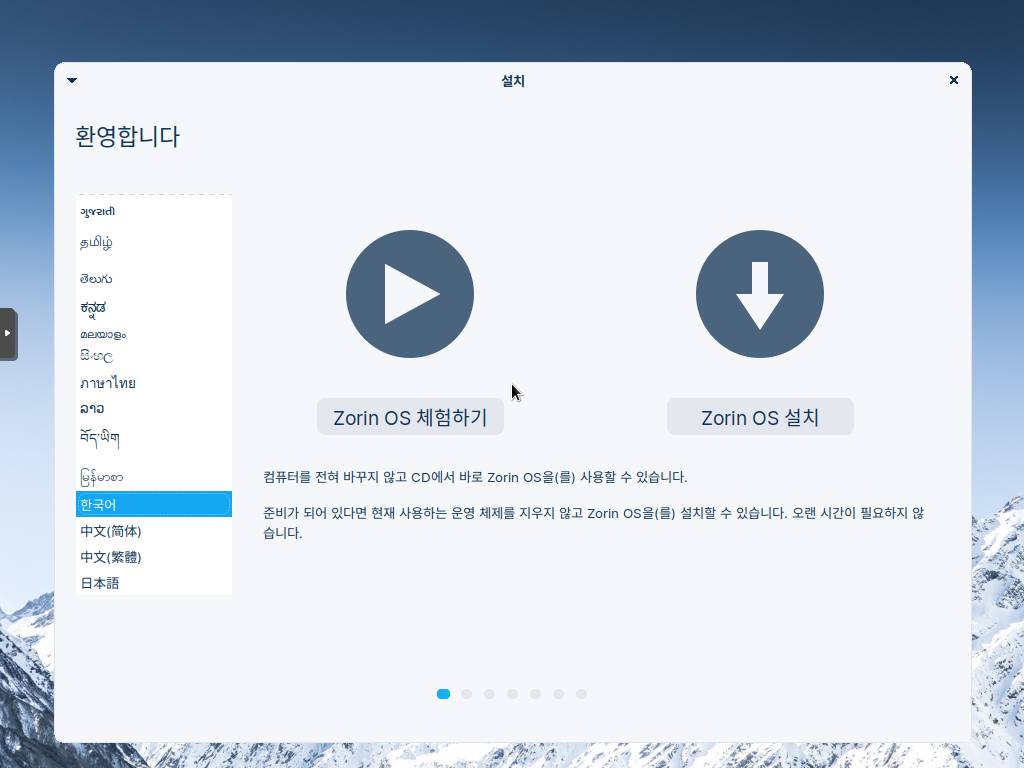 설치
환영합니다
ગુજરાતી
தமிழ்
తెలుగు
ಕನ್ನಡ
മലയാളം
සිංහල
ภาษาไทย
ລາວ
བོད་ཡིག
မြန်မာစာ
한국어
中文(简体)
中文(繁體)
日本語
Zorin OS 체험하기
Zorin OS 설치
컴퓨터를 전혀 바꾸지 않고 CD에서 바로 Zorin OS을(를) 사용할 수 있습니다.
준비가 되어 있다면 현재 사용하는 운영 체제를 지우지 않고 Zorin OS을(를) 설치할 수 있습니다. 오랜 시간이 필요하지 않
습니다.